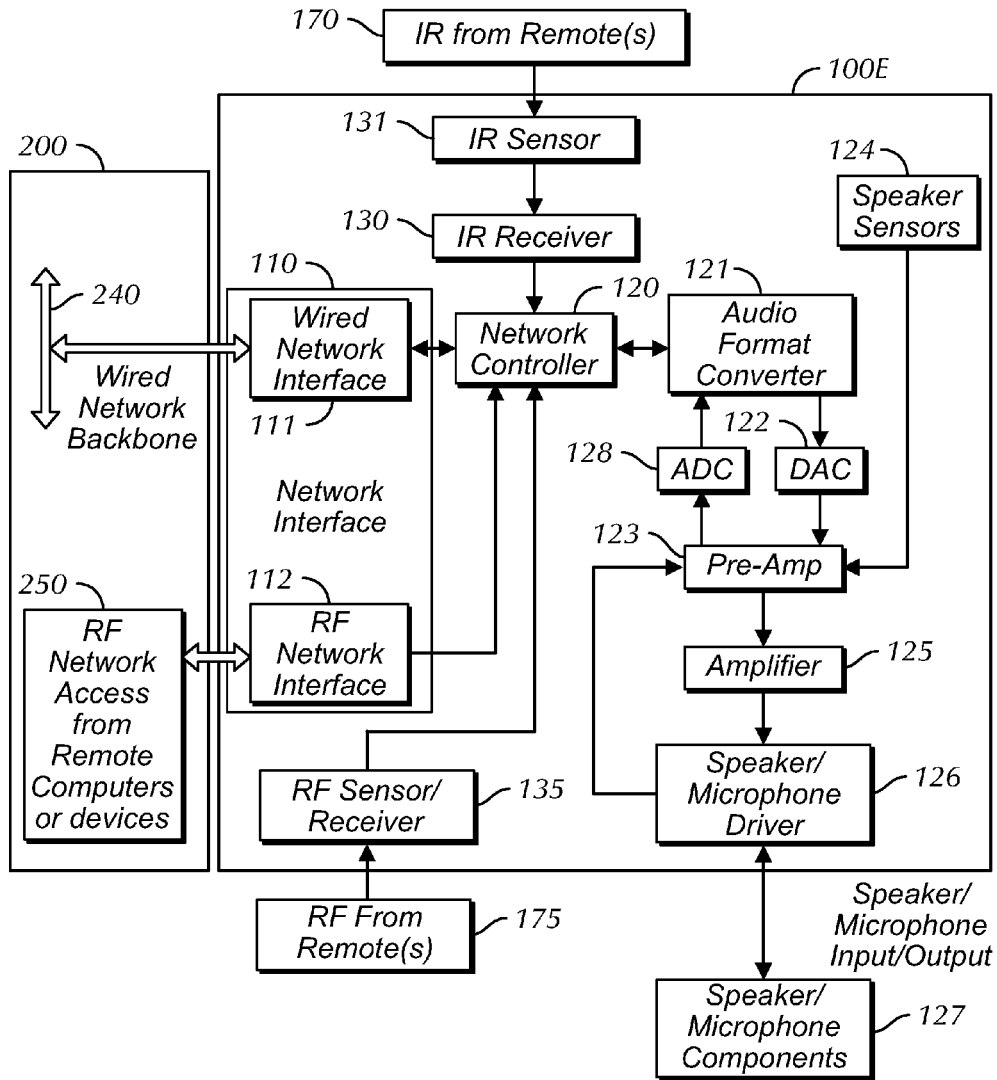 170
IR from Remote(s)
100E
131
IR Sensor
200
124
Speaker
Sensors
130
IR Receiver
110
240
120
121
Wired
Network
Interface
Network
Controller
Audio
Format
Converter
Wired
Network
Backbone
111
122
128
ADC
DAC
Network
Interface
123
Pre-Amp
250
112
RF
Network
Access
from
Remote
Computers
or devices
RF
Network
Interface
Amplifier
125
Speaker/
Microphone
Driver
126
RF Sensor/
Receiver
135
RF From
Remote(s)
175
Speaker/
Microphone
Input/Output
Speaker/
Microphone
Components
127